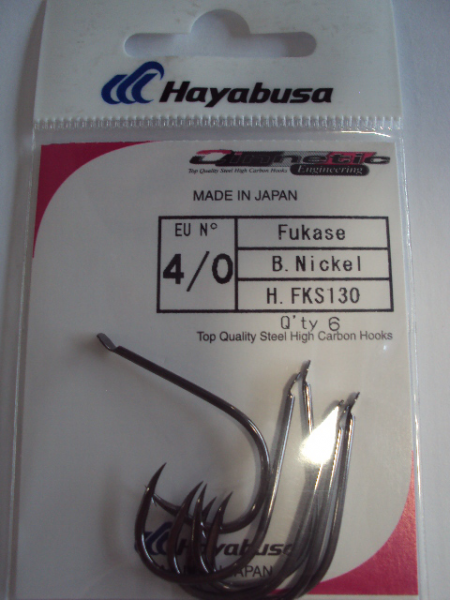 Hayabusa
Top Quality Steel High Carbon Hooks
Engineering
MADE IN JAPAN
EU Nº
4/0
Fukase
B. Nickel
H. FKS130
Q'ty 6
Top Quality Steel High Carbon Hooks
Hayabusa
JAPAN